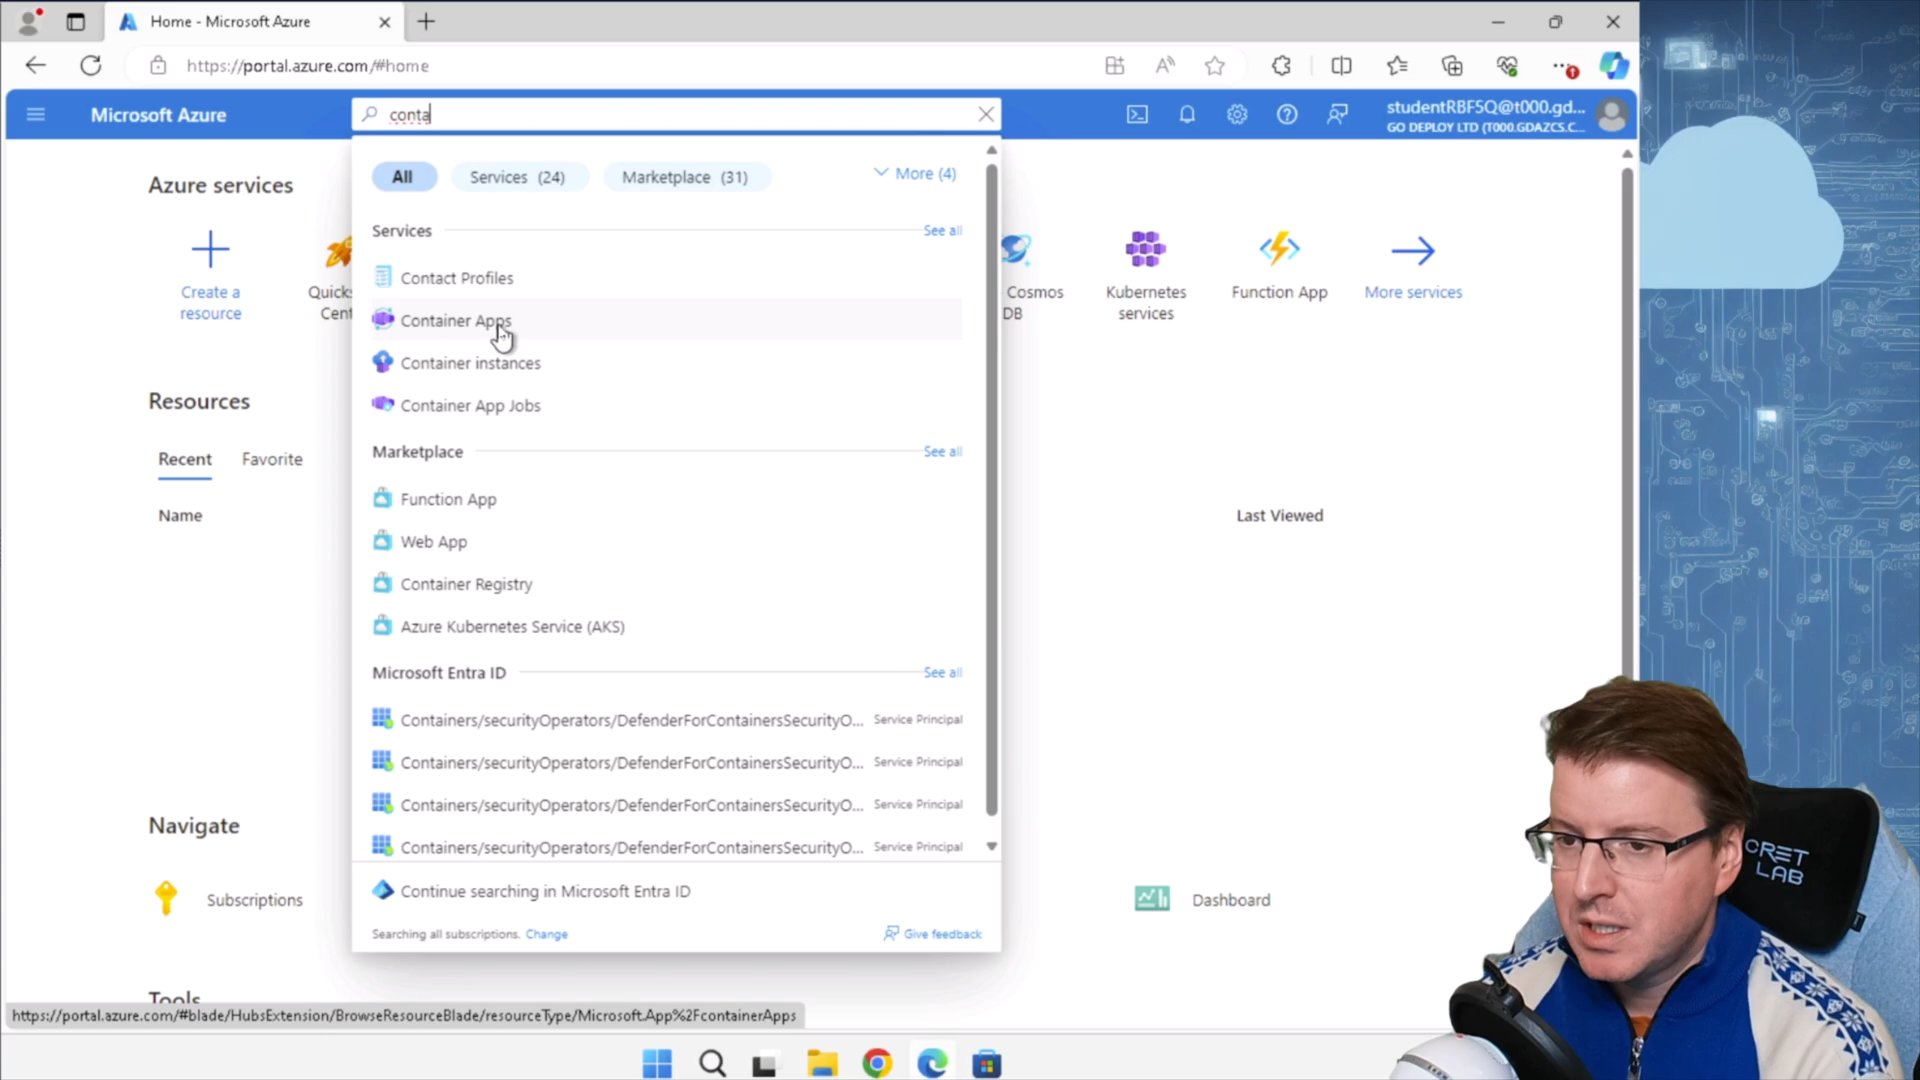 Home - Microsoft Azure
https://portal.azure.com/#home
Microsoft Azure
conta
studentRBF5Q@t000.gd...
GO DEPLOY LTD (T000.GDAZCS.C...
All
Services (24)
Marketplace (31)
More (4)
Azure services
Services
See all
Create a
resource
Quicks
Cent
Contact Profiles
Container Apps
Container instances
Container App Jobs
Cosmos
DB
Kubernetes
services
Function App
More services
Resources
Recent
Favorite
Name
Last Viewed
Marketplace
See all
Function App
Web App
Container Registry
Azure Kubernetes Service (AKS)
Microsoft Entra ID
See all
Containers/securityOperators/DefenderForContainersSecurityO... Service Principal
Containers/securityOperators/DefenderForContainersSecurityO... Service Principal
Containers/securityOperators/DefenderForContainersSecurityO... Service Principal
Containers/securityOperators/DefenderForContainersSecurityO... Service Principal
Continue searching in Microsoft Entra ID
Searching all subscriptions. Change
Give feedback
Navigate
Subscriptions
Dashboard
Tools
https://portal.azure.com/#blade/HubsExtension/BrowseResourceBlade/resourceType/Microsoft.App%2FcontainerApps
CRET
LAB